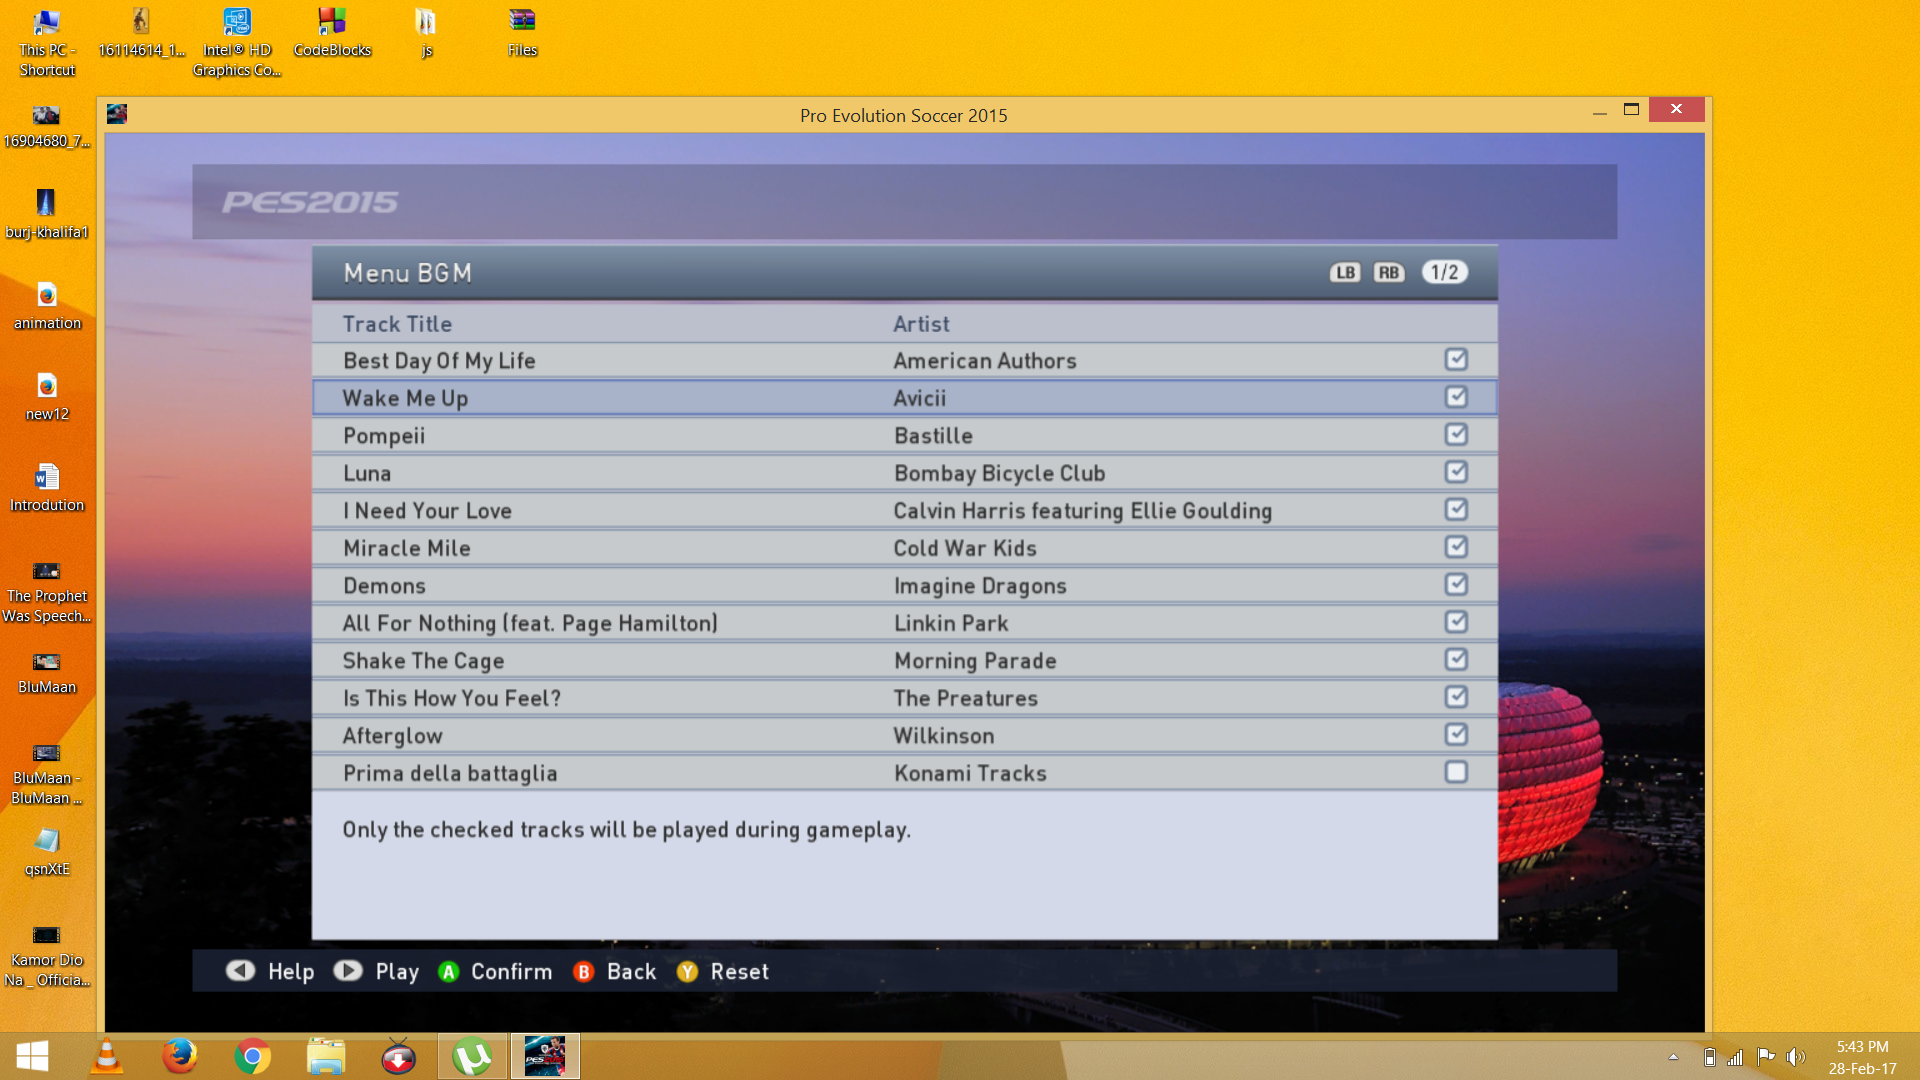 This PC -
Shortcut
16114614_1...
Intel® HD
Graphics Co...
CodeBlocks
js
Files
16904680_7...
burj-khalifa1
animation
new12
Introdution
The Prophet
Was Speech...
BluMaan
BluMaan -
BluMaan ...
qsnXtE
Kamor Dio
Na _ Officia...
Pro Evolution Soccer 2015
PES2015
Menu BGM LB RB 1/2
Track Title Artist
Best Day Of My Life American Authors
Wake Me Up Avicii
Pompeii Bastille
Luna Bombay Bicycle Club
I Need Your Love Calvin Harris featuring Ellie Goulding
Miracle Mile Cold War Kids
Demons Imagine Dragons
All For Nothing (feat. Page Hamilton) Linkin Park
Shake The Cage Morning Parade
Is This How You Feel? The Preatures
Afterglow Wilkinson
Prima della battaglia Konami Tracks
Only the checked tracks will be played during gameplay.
Help Play A Confirm B Back Y Reset
5:43 PM
28-Feb-17